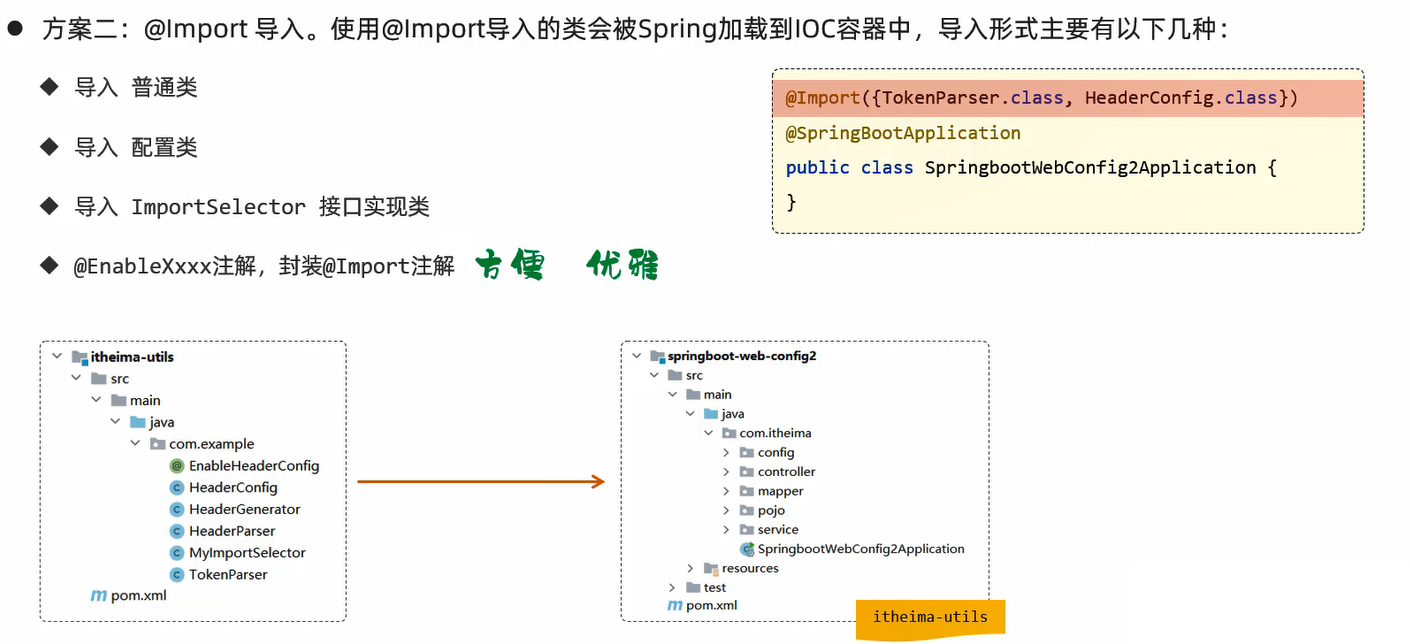 方案二：@Import 导入。使用@Import导入的类会被Spring加载到IOC容器中，导入形式主要有以下几种：
导入 普通类
导入 配置类
导入 ImportSelector 接口实现类
@EnableXxxx注解，封装@Import注解 方便 优雅
@Import({TokenParser.class, HeaderConfig.class})
@SpringBootApplication
public class SpringbootWebConfig2Application {
}
itheima-utils
src
main
java
com.example
EnableHeaderConfig
HeaderConfig
HeaderGenerator
HeaderParser
MyImportSelector
TokenParser
pom.xml
springboot-web-config2
src
main
java
com.itheima
config
controller
mapper
pojo
service
SpringbootWebConfig2Application
resources
test
pom.xml
itheima-utils